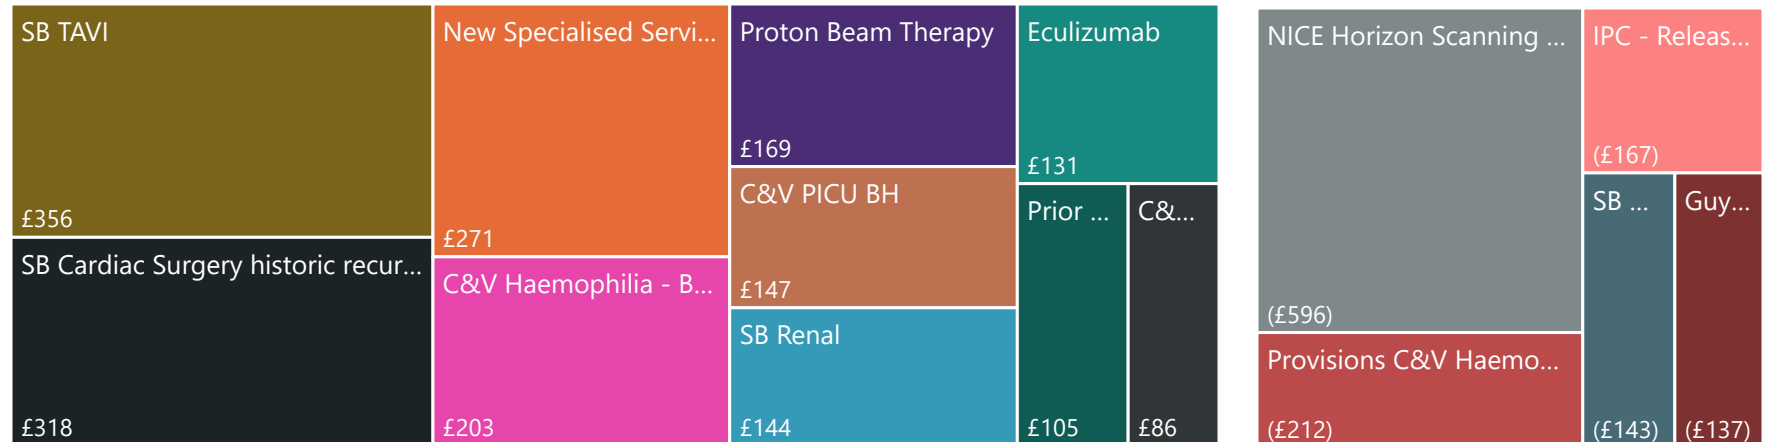 SB TAVI
£356
SB Cardiac Surgery historic recur...
£318
New Specialised Servi...
£271
C&V Haemophilia - B...
£203
Proton Beam Therapy
£169
C&V PICU BH
£147
SB Renal
£144
Eculizumab
£131
Prior ...
£105
C&...
£86
NICE Horizon Scanning ...
(£596)
Provisions C&V Haemo...
(£212)
IPC - Releas...
(£167)
SB ...
(£143)
Guy...
(£137)